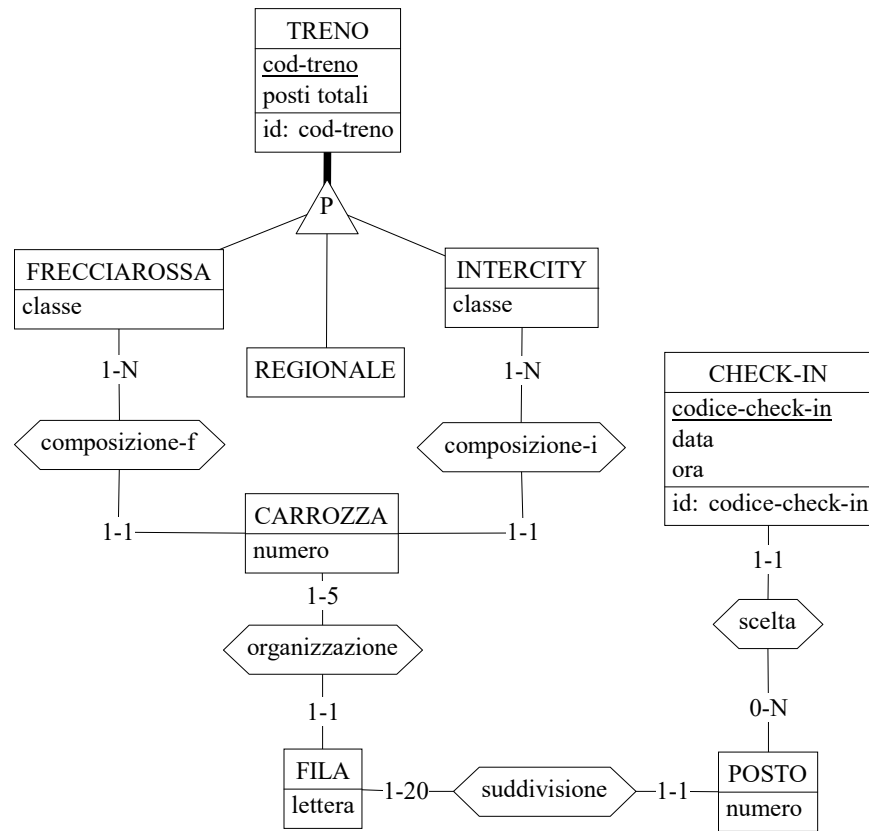 TRENO
cod-treno
posti totali
id: cod-treno
P
FRECCIAROSSA
classe
INTERCITY
classe
REGIONALE
1-N
1-N
CHECK-IN
codice-check-in
data
ora
id: codice-check-in
composizione-f
composizione-i
1-1
CARROZZA
numero
1-1
1-1
1-5
scelta
organizzazione
1-1
0-N
FILA
lettera
1-20
suddivisione
1-1
POSTO
numero